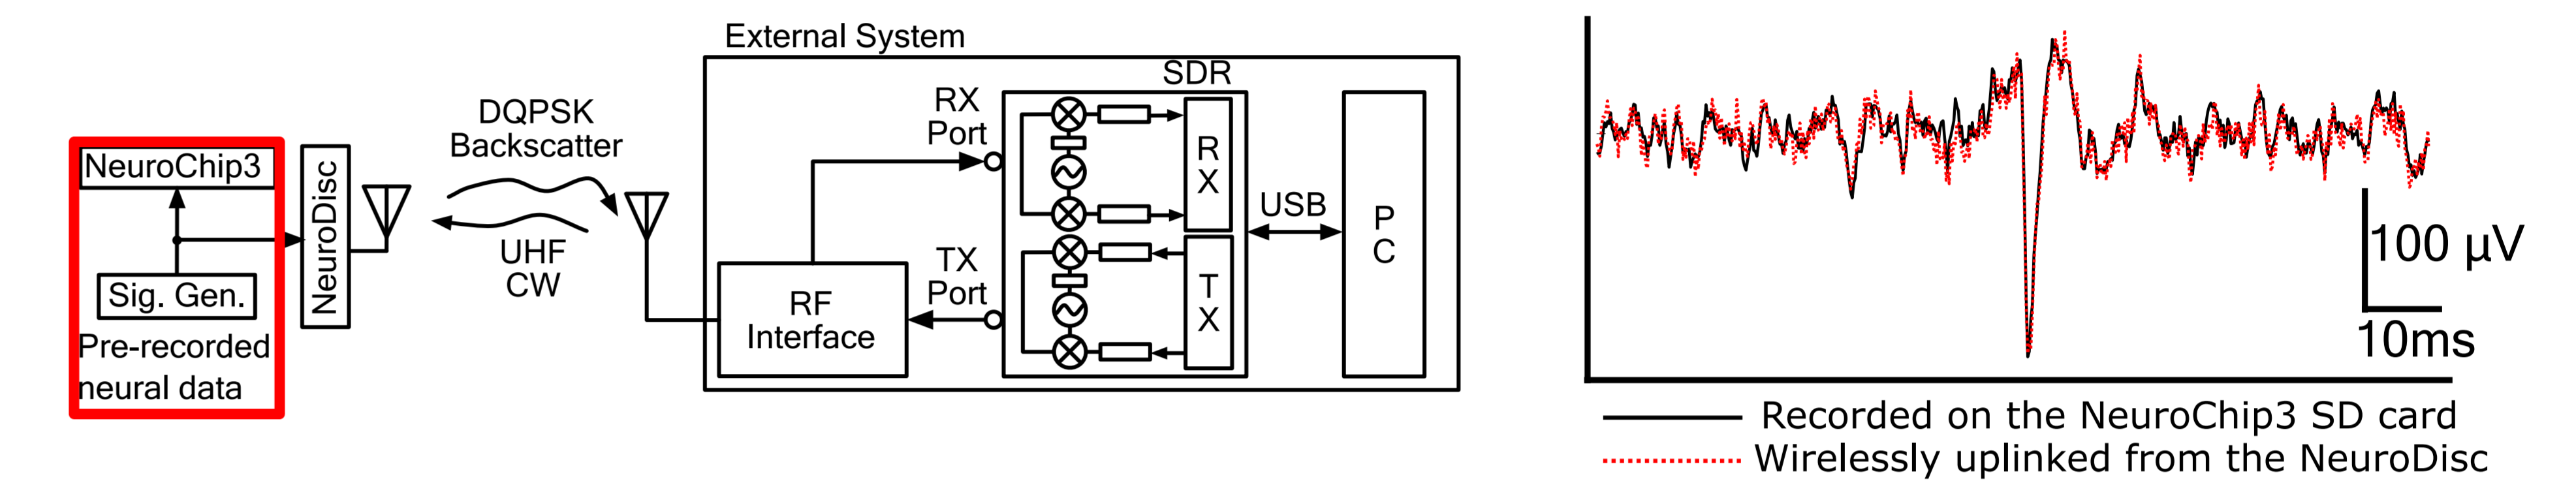 External System
SDR
RX
Port
DQPSK
Backscatter
NeuroChip3
NeuroDisc
R
X
USB
P
C
UHF
CW
TX
Port
Sig. Gen.
RF
Interface
T
X
Pre-recorded
neural data
100 µV
10ms
Recorded on the NeuroChip3 SD card
Wirelessly uplinked from the NeuroDisc